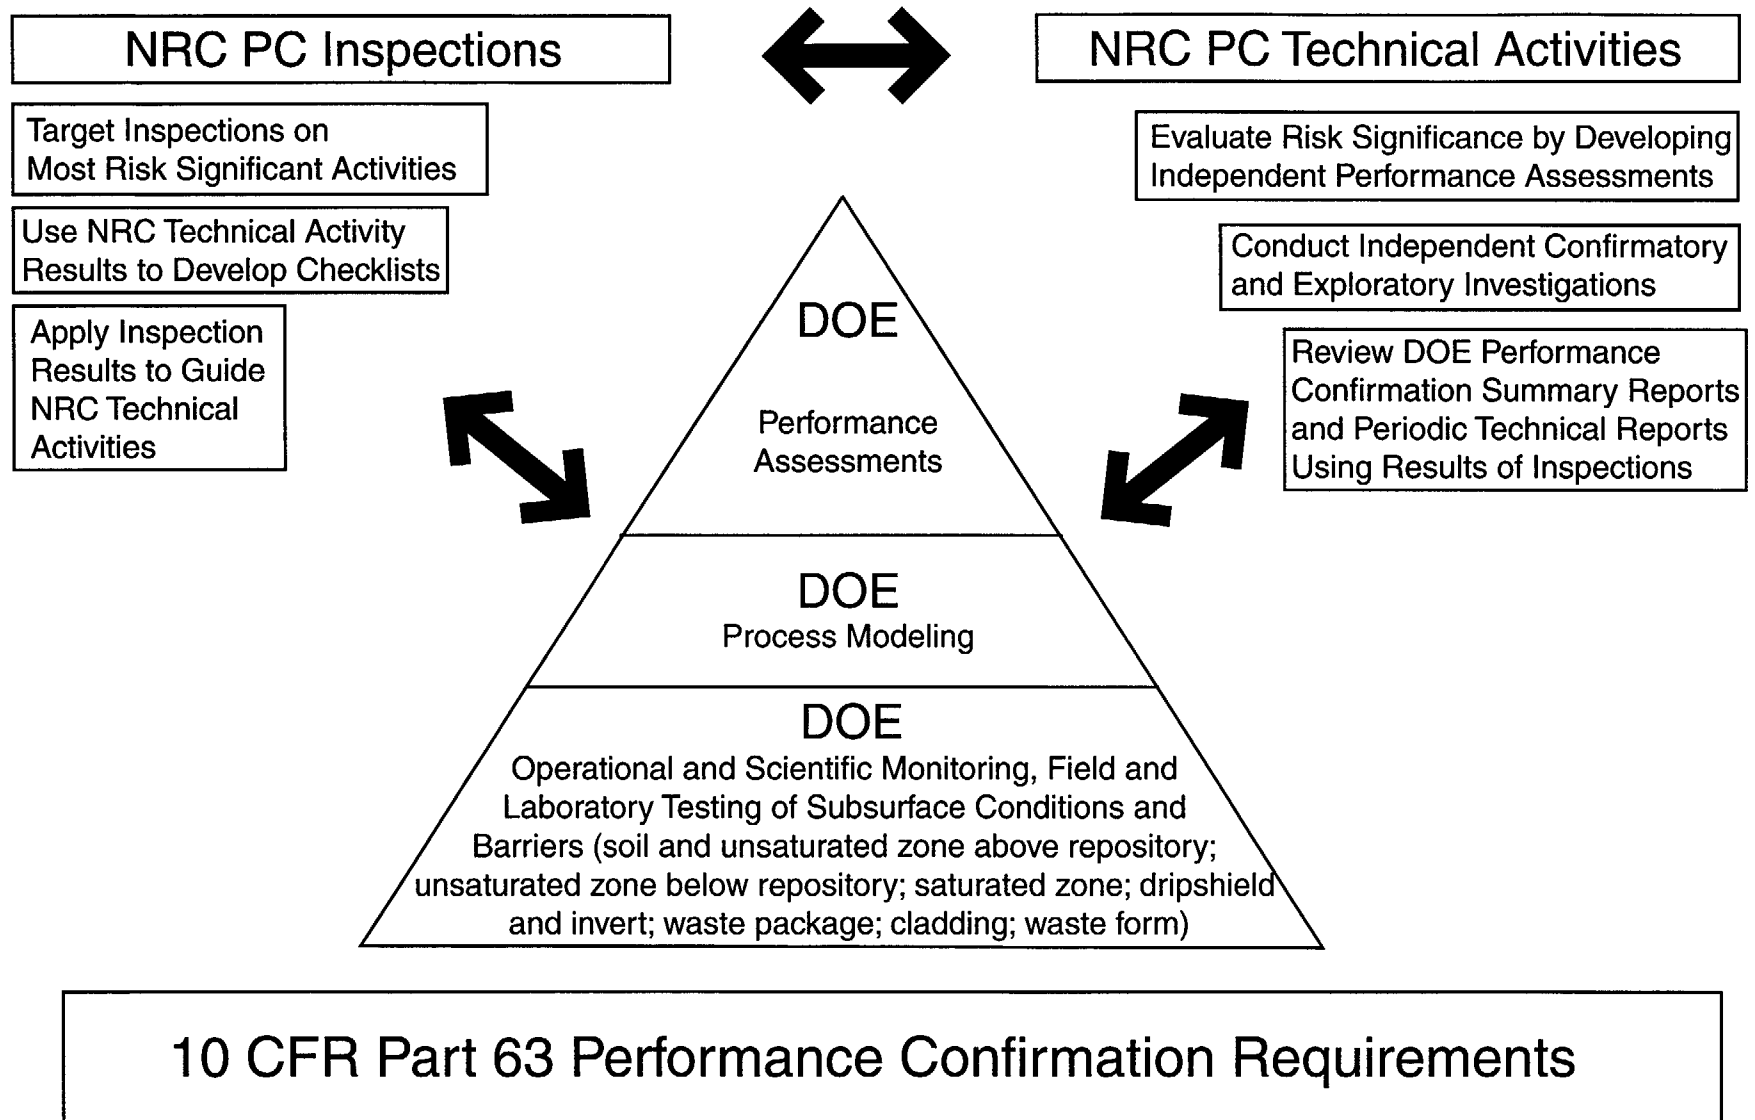 NRC PC Inspections
NRC PC Technical Activities
Target Inspections on
Most Risk Significant Activities
Use NRC Technical Activity
Results to Develop Checklists
Apply Inspection
Results to Guide
NRC Technical
Activities
Evaluate Risk Significance by Developing
Independent Performance Assessments
Conduct Independent Confirmatory
and Exploratory Investigations
Review DOE Performance
Confirmation Summary Reports
and Periodic Technical Reports
Using Results of Inspections
DOE
Performance
Assessments
DOE
Process Modeling
DOE
Operational and Scientific Monitoring, Field and
Laboratory Testing of Subsurface Conditions and
Barriers (soil and unsaturated zone above repository;
unsaturated zone below repository; saturated zone; dripshield
and invert; waste package; cladding; waste form)
10 CFR Part 63 Performance Confirmation Requirements